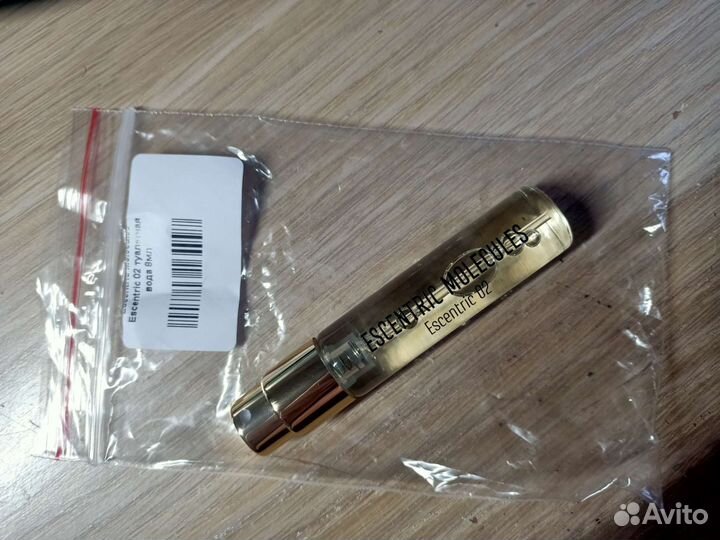 Escentric 02 туалетная
вода 8мл
ESCENTRIC MOLECULES
Escentric 02
Avito